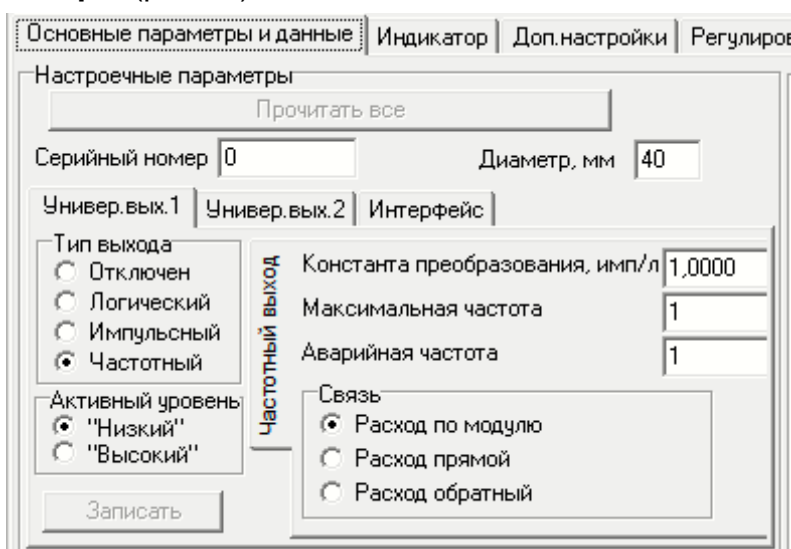 Основные параметры и данные Индикатор Доп.настройки
Настроечные параметры
Прочитать все
Серийный номер 0 Диаметр, мм 40
Универ.вых.1 Универ.вых.2 Интерфейс
Тип выхода
Отключен
Логический
Импульсный
Частотный
Активный уровень
"Низкий"
"Высокий"
Записать
Частотный выход
Константа преобразования, имп/л 1,0000
Максимальная частота 1
Аварийная частота 1
Связь
Расход по модулю
Расход прямой
Расход обратный